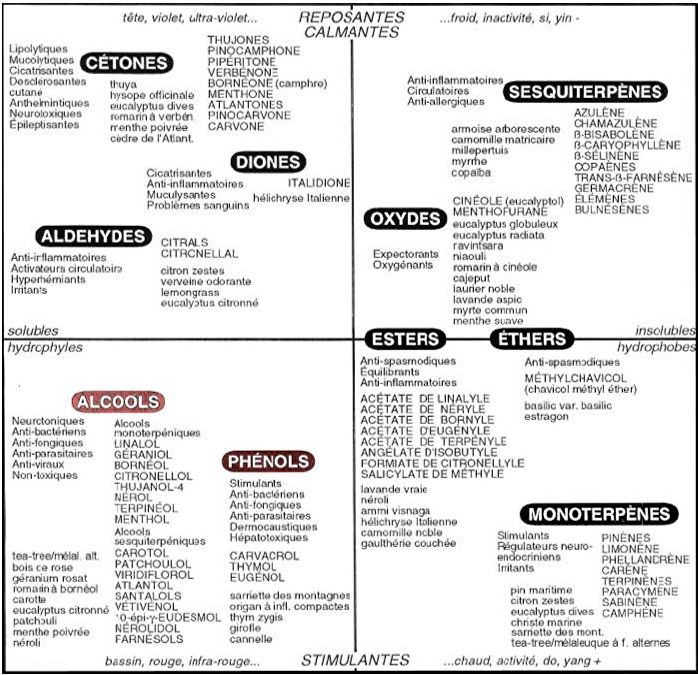 tête, violet, ultra-violet...
REPOSANTES
CALMANTES
...froid, inactivité, si, yin -
Lipolytiques
Mucolytiques
Cicatrisantes
Desclerosantes
cutané
Anthelmintiques
Neuroloxiques
Épileptisantes
CÉTONES
thuya
hysope officinale
eucalyptus dives
romarin à verbén.
menthe poivrée
cèdre de l'Atlant.
THUJONES
PINOCAMPHONE
PIPÉRITONE
VERBÉNONE
BORNÉONE (camphre)
MENTHONE
ATLANTONES
PINOCARVONE
CARVONE
Anti-inflammatoires
Circulatoires
Anti-allergiques
SESQUITERPÈNES
armoise arborescente
camomille matricaire
millepertuis
myrrhe
copaïba
AZULÈNE
CHAMAZULÈNE
ß-BISABOLÈNE
ß-CARYOPHYLLÈNE
ß-SÉLINÈNE
COPAÈNES
TRANS-ß-FARNÉSÈNE
GERMACRÈNE
ÉLÉMÈNES
BULNÉSÈNES
DIONES
Cicatrisantes
Anti-inflammatoires
Muculysantes
Problèmes sanguins
ITALIDIONE
hélichryse Italienne
ALDEHYDES
Anti-irflammatoires
Activateurs circulatoire
Hyperhémiants
Irritants
CITRALS
CITRCNELLAL
citron zestes
verveine odorante
lemongrass
eucalyptus citronné
OXYDES
Expectorants
Oxygénants
CINÉOLE (eucalyptol)
MENTHOFURANE
eucalyptus globuleux
eucalyptus radiata
ravintsara
niaouli
romarin à cinéole
cajeput
laurier noble
lavande aspic
myrte commun
menthe suave
solubles
hydrophyles
insolubles
hydrophobes
ESTERS
Anti-spasmodiques
Équilibrants
Anti-inflammatoires
ACÉTATE DE LINALYLE
ACÉTATE DE NÉRYLE
ACÉTATE DE BORNYLE
ACÉTATE D'EUGÉNYLE
ACÉTATE DE TERPÉNYLE
ANGÉLATE D'ISOBUTYLE
FORMIATE DE CITRONELLYLE
SALICYLATE DE MÉTHYLE
lavande vraie
néroli
ammi visnaga
hélichryse Italienne
camomille noble
gaulthérie couchée
ÉTHERS
Anti-spasmodiques
MÉTHYLCHAVICOL
(chavicol méthyl éther)
basilic var. basilic
estragon
ALCOOLS
Neurctoniques
Anti-bactériens
Anti-fongiques
Anti-parasitaires
Anti-viraux
Non-toxiques
Alcools
monoterpéniques
LINALOL
GÉRANIOL
BORNÉOL
CITRONELLOL
THUJANOL-4
NÉROL
TERPINÉOL
MENTHOL
Alcools
sesquiterpéniques
CAROTOL
PATCHOULOL
VIRIDIFLOROL
ATLANTOL
SANTALOLS
VÉTIVÉNOL
10-épi-γ-EUDESMOL
NÉROLIDOL
FARNÉSOLS
tea-tree/mélal. alt.
bois ce rose
géranium rosat
romarin à bornéol
carotte
eucalyptus citronné
patchouli
menthe poivrée
néroli
PHÉNOLS
Stimulants
Anti-bactériens
Anti-fongiques
Anti-parasitaires
Dermocaustiques
Hépatotoxiques
CARVACROL
THYMOL
EUGÉNOL
sarriette des montagnes
origan à infl. compactes
thym zygis
girofle
cannelle
MONOTERPÈNES
Stimulants
Régulateurs neuro-
endocriniens
Irritants
PINÈNES
LIMONÈNE
PHELLANDRÈNE
CARÈNE
TERPINÈNES
PARACYMÈNE
SABINÈNE
CAMPHÈNE
pin maritime
citron zestes
eucalyptus dives
christe marine
sarriette des mont.
tea-tree/mélaleuque à f. alternes
bassin, rouge, infra-rouge...
STIMULANTES
...chaud, activité, do, yang +